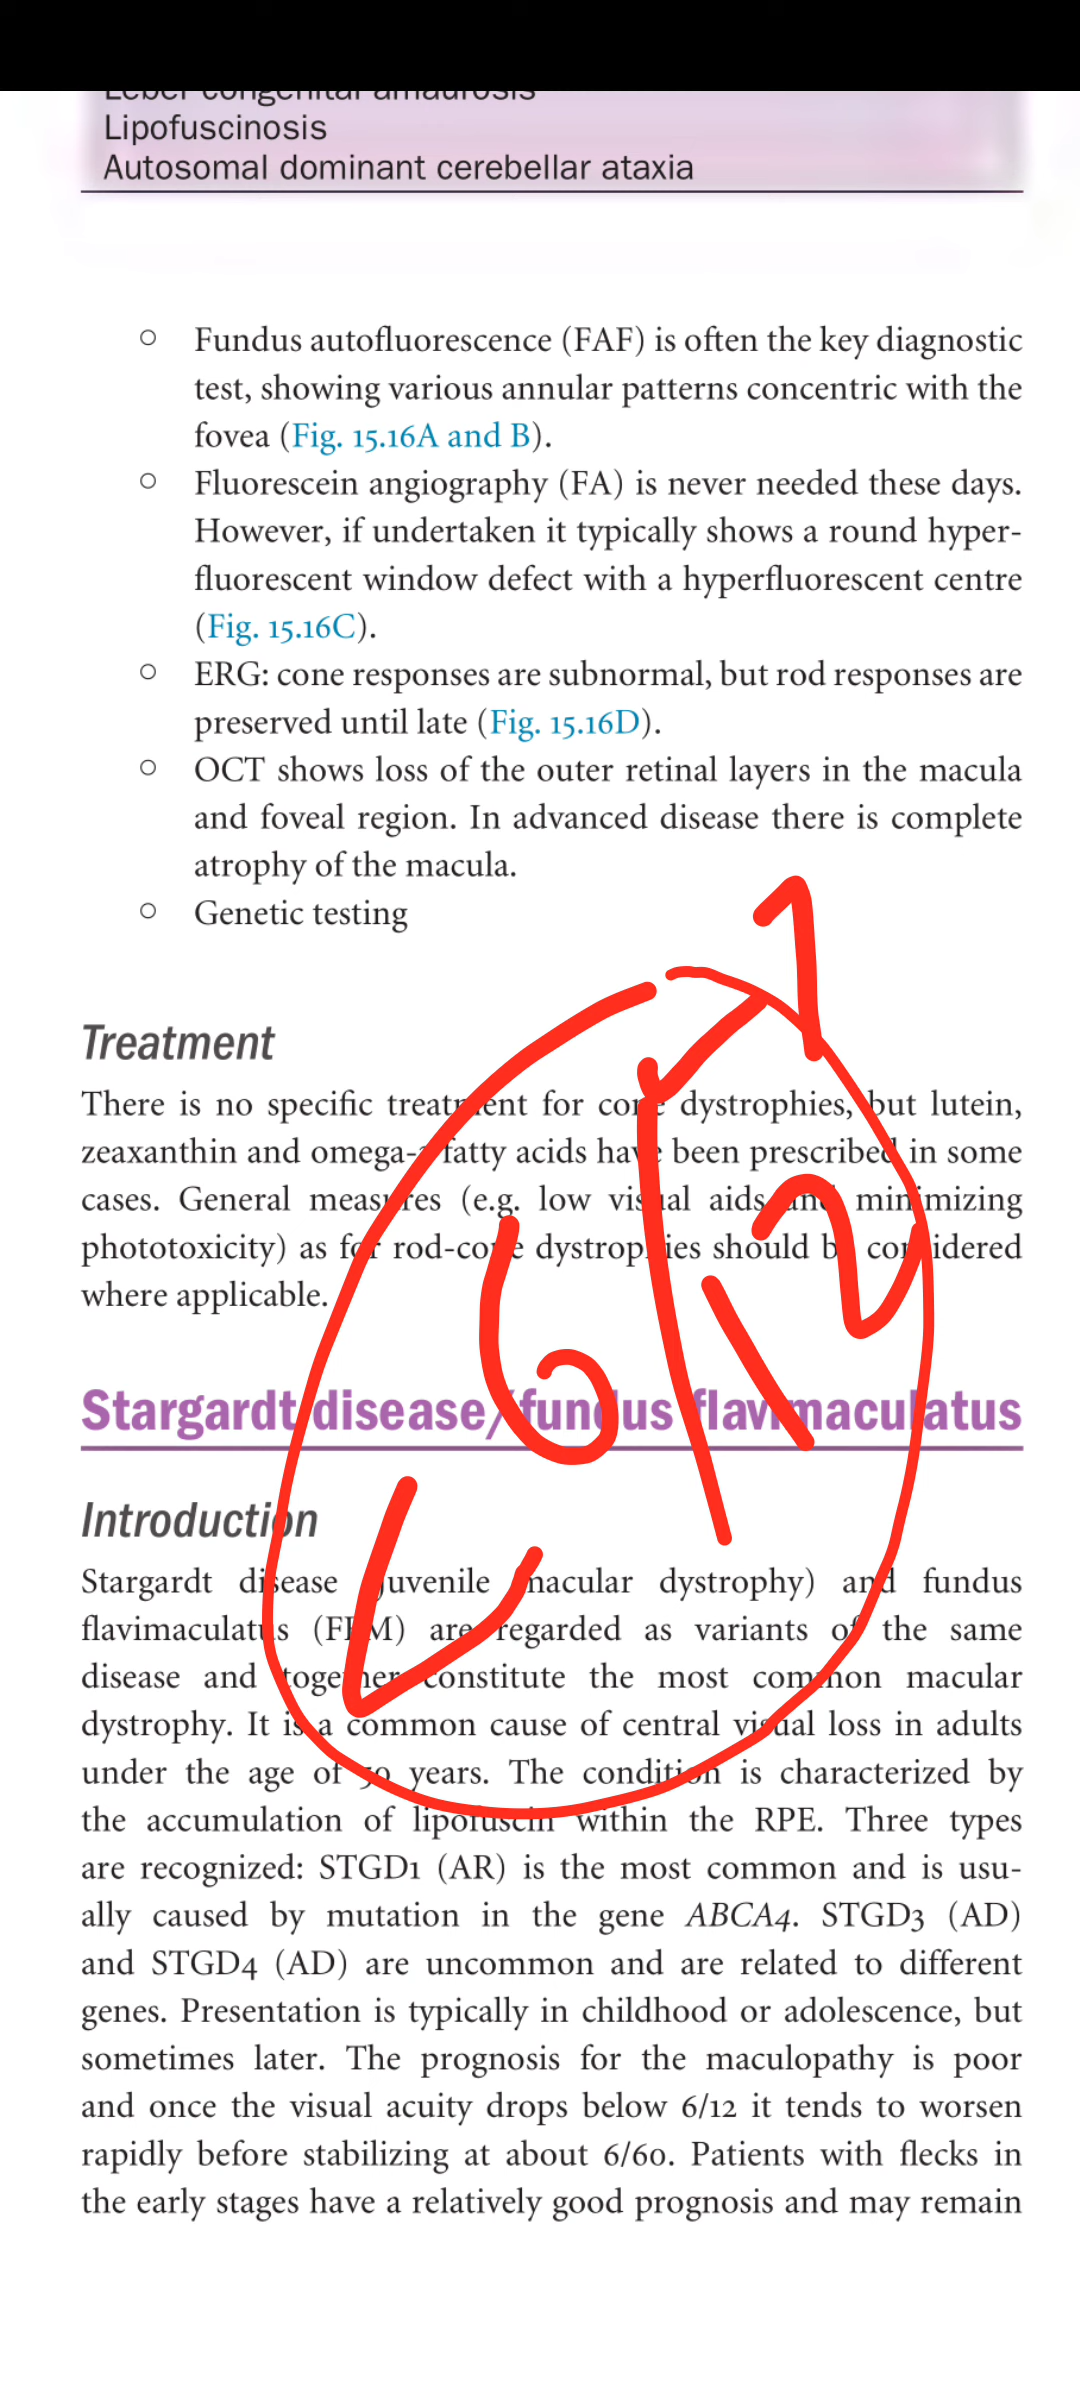 Leber congenital amaurosis
Lipofuscinosis
Autosomal dominant cerebellar ataxia
○ Fundus autofluorescence (FAF) is often the key diagnostic
test, showing various annular patterns concentric with the
fovea (Fig. 15.16A and B).
○ Fluorescein angiography (FA) is never needed these days.
However, if undertaken it typically shows a round hyper-
fluorescent window defect with a hyperfluorescent centre
(Fig. 15.16C).
○ ERG: cone responses are subnormal, but rod responses are
preserved until late (Fig. 15.16D).
○ OCT shows loss of the outer retinal layers in the macula
and foveal region. In advanced disease there is complete
atrophy of the macula.
○ Genetic testing
Treatment
There is no specific treatment for cone dystrophies, but lutein,
zeaxanthin and omega- fatty acids have been prescribed in some
cases. General measures (e.g. low visual aids and minimizing
phototoxicity) as for rod-cone dystrophies should be considered
where applicable.
Stargardt disease/fundus flavimaculatus
Introduction
Stargardt disease (juvenile macular dystrophy) and fundus
flavimaculatus (FFM) are regarded as variants of the same
disease and together constitute the most common macular
dystrophy. It is a common cause of central visual loss in adults
under the age of 50 years. The condition is characterized by
the accumulation of lipofuscin within the RPE. Three types
are recognized: STGD1 (AR) is the most common and is usu-
ally caused by mutation in the gene ABCA4. STGD3 (AD)
and STGD4 (AD) are uncommon and are related to different
genes. Presentation is typically in childhood or adolescence, but
sometimes later. The prognosis for the maculopathy is poor
and once the visual acuity drops below 6/12 it tends to worsen
rapidly before stabilizing at about 6/60. Patients with flecks in
the early stages have a relatively good prognosis and may remain